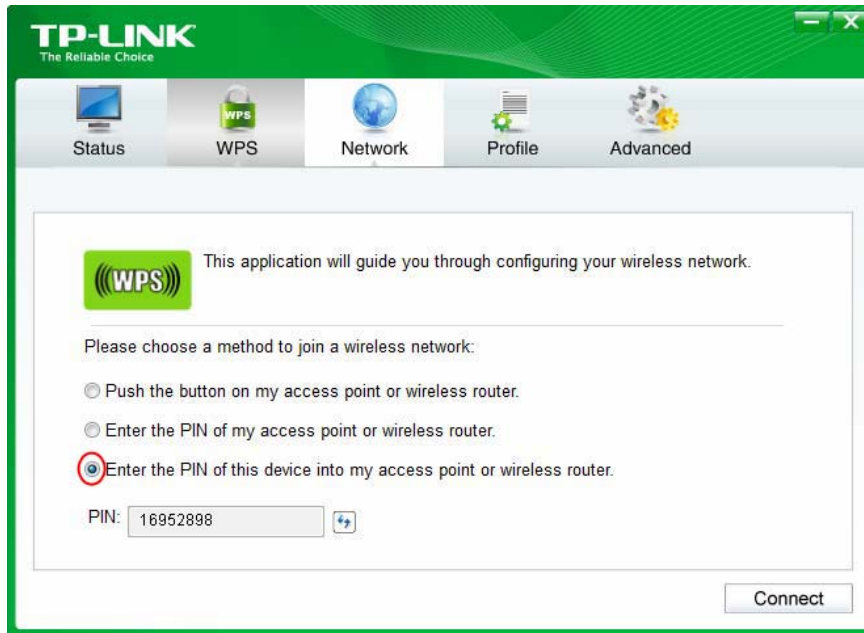 TP-LINK
The Reliable Choice
Status
WPS
WPS
Network
Profile
Advanced
(((WPS)))
This application will guide you through configuring your wireless network.
Please choose a method to join a wireless network:
Push the button on my access point or wireless router.
Enter the PIN of my access point or wireless router.
Enter the PIN of this device into my access point or wireless router.
PIN: 16952898
Connect